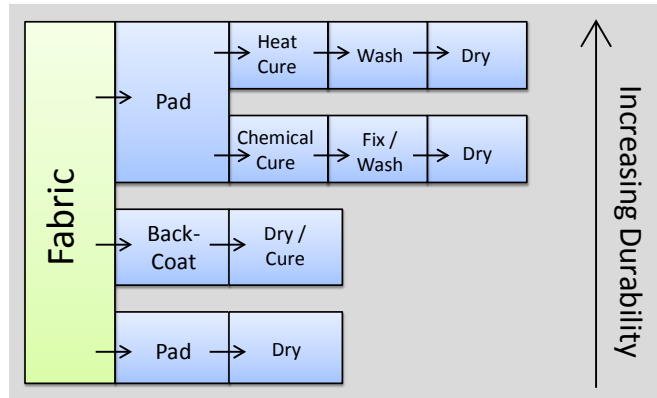 Fabric
Pad
Heat
Cure
Wash
Dry
Chemical
Cure
Fix /
Wash
Dry
Back-
Coat
Dry /
Cure
Pad
Dry
Increasing Durability